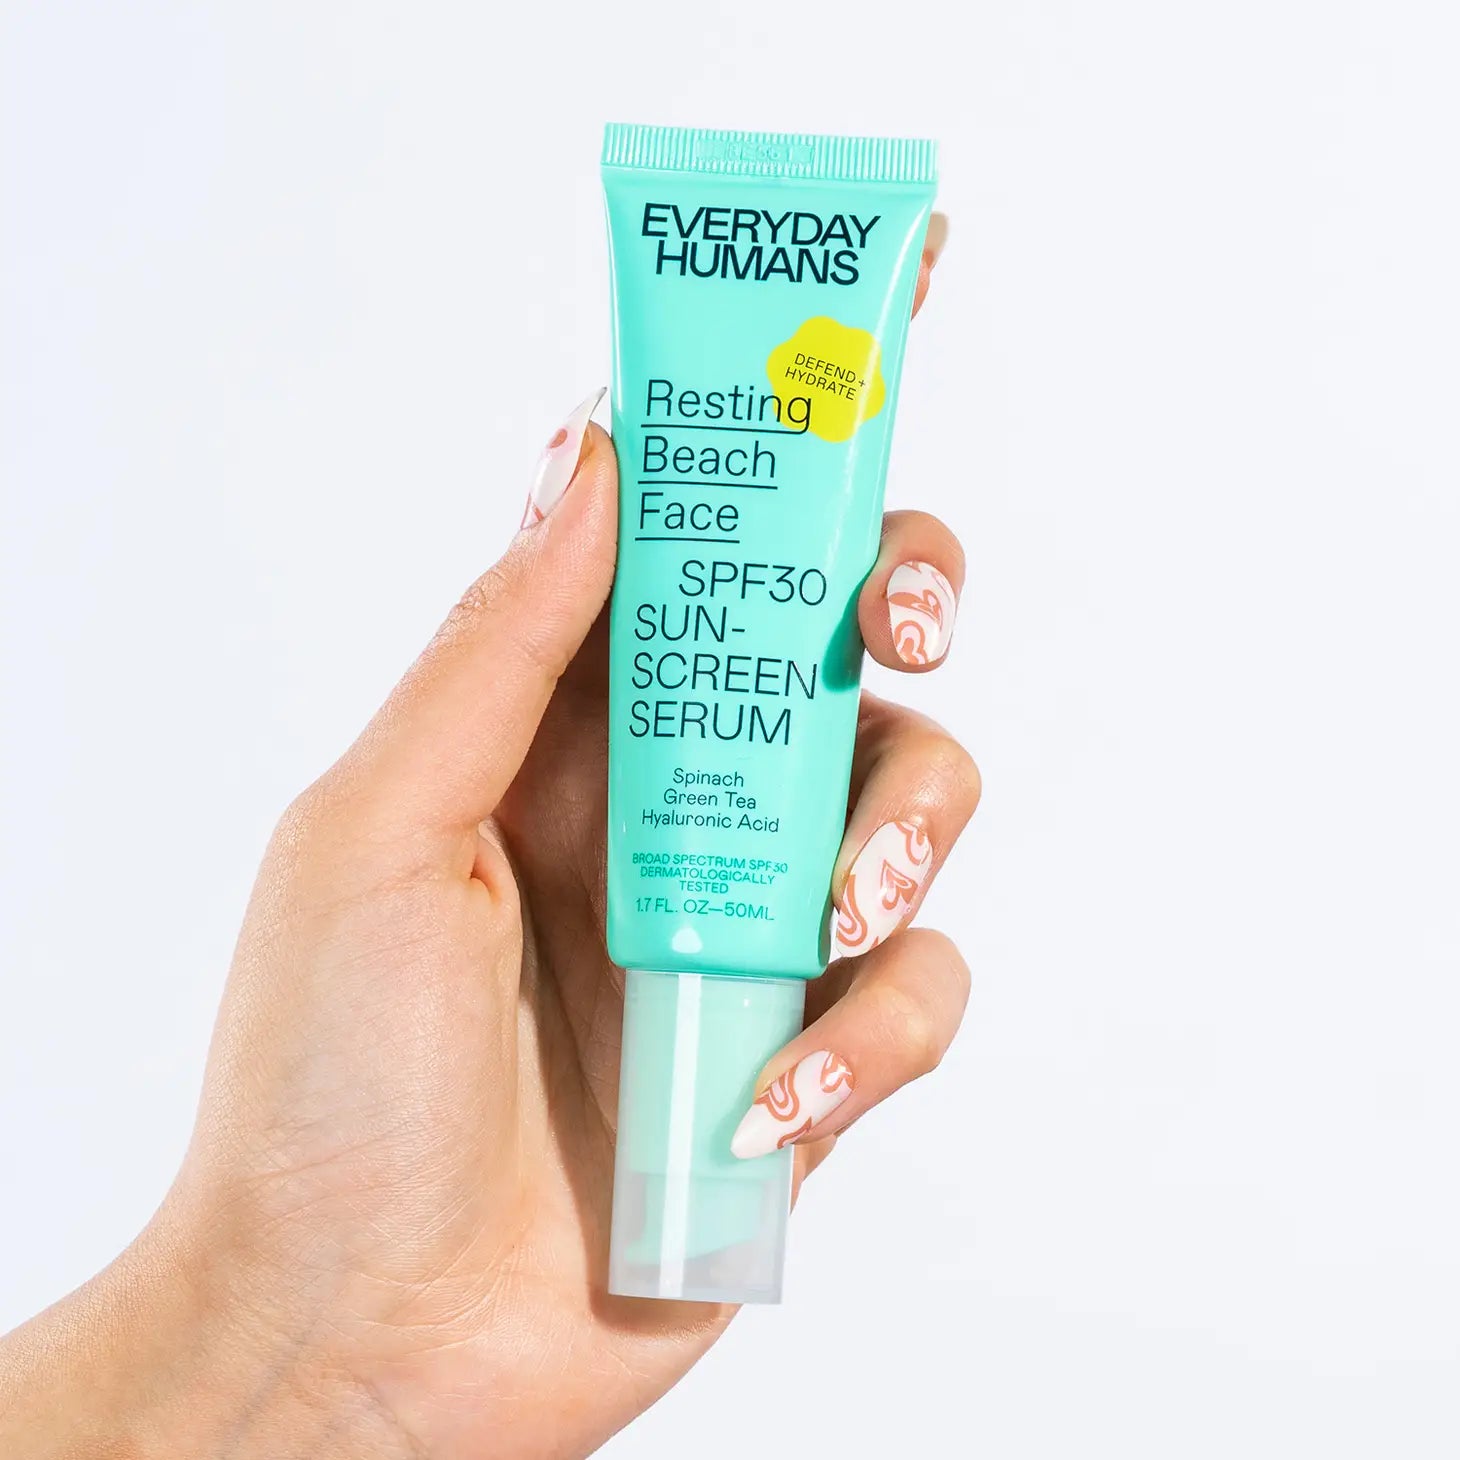 EVERYDAY
HUMANS
DEFEND+
HYDRATE
Resting
Beach
Face
SPF30
SUN-
SCREEN
SERUM
Spinach
Green Tea
Hyaluronic Acid
BROAD SPECTRUM SPF30
DERMATOLOGICALLY
TESTED
1.7 FL. OZ—50ML